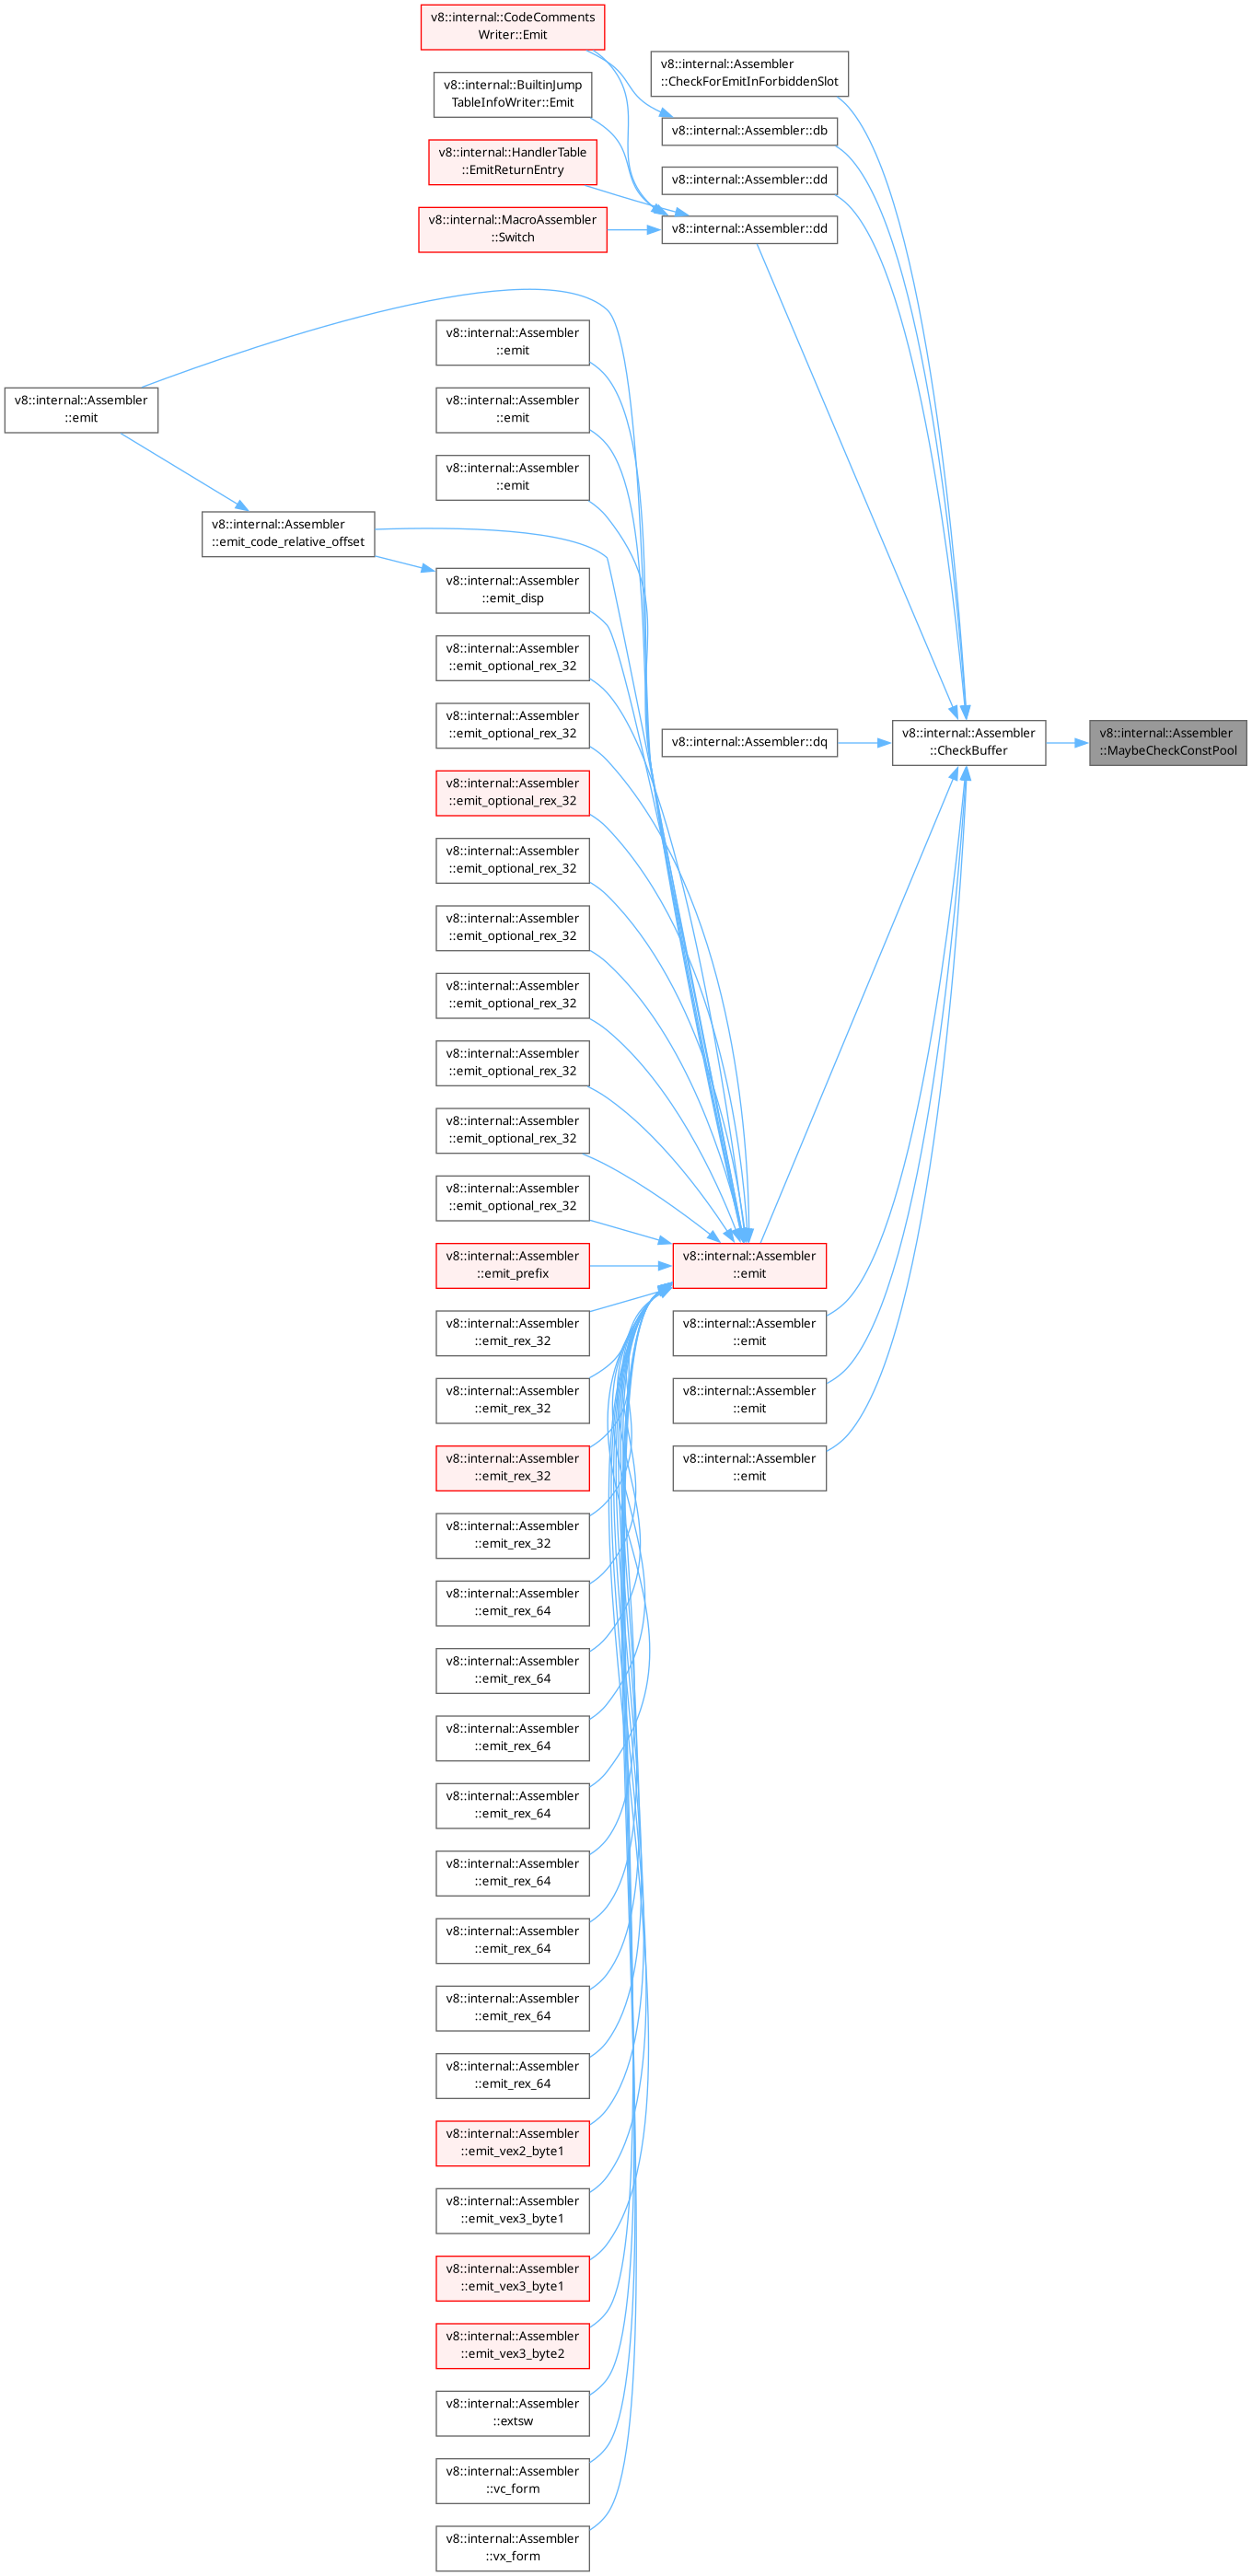 v8::internal::CodeComments
Writer::Emit
v8::internal::Assembler
::CheckForEmitInForbiddenSlot
v8::internal::BuiltinJump
TableInfoWriter::Emit
v8::internal::Assembler::db
v8::internal::HandlerTable
::EmitReturnEntry
v8::internal::Assembler::dd
v8::internal::MacroAssembler
::Switch
v8::internal::Assembler::dd
v8::internal::Assembler
::emit
v8::internal::Assembler
::emit
v8::internal::Assembler
::emit
v8::internal::Assembler
::emit
v8::internal::Assembler
::emit_code_relative_offset
v8::internal::Assembler
::emit_disp
v8::internal::Assembler
::emit_optional_rex_32
v8::internal::Assembler
::emit_optional_rex_32
v8::internal::Assembler::dq
v8::internal::Assembler
::CheckBuffer
v8::internal::Assembler
::MaybeCheckConstPool
v8::internal::Assembler
::emit_optional_rex_32
v8::internal::Assembler
::emit_optional_rex_32
v8::internal::Assembler
::emit_optional_rex_32
v8::internal::Assembler
::emit_optional_rex_32
v8::internal::Assembler
::emit_optional_rex_32
v8::internal::Assembler
::emit_optional_rex_32
v8::internal::Assembler
::emit_optional_rex_32
v8::internal::Assembler
::emit_prefix
v8::internal::Assembler
::emit
v8::internal::Assembler
::emit_rex_32
v8::internal::Assembler
::emit
v8::internal::Assembler
::emit_rex_32
v8::internal::Assembler
::emit
v8::internal::Assembler
::emit_rex_32
v8::internal::Assembler
::emit
v8::internal::Assembler
::emit_rex_32
v8::internal::Assembler
::emit_rex_64
v8::internal::Assembler
::emit_rex_64
v8::internal::Assembler
::emit_rex_64
v8::internal::Assembler
::emit_rex_64
v8::internal::Assembler
::emit_rex_64
v8::internal::Assembler
::emit_rex_64
v8::internal::Assembler
::emit_rex_64
v8::internal::Assembler
::emit_rex_64
v8::internal::Assembler
::emit_vex2_byte1
v8::internal::Assembler
::emit_vex3_byte1
v8::internal::Assembler
::emit_vex3_byte1
v8::internal::Assembler
::emit_vex3_byte2
v8::internal::Assembler
::extsw
v8::internal::Assembler
::vc_form
v8::internal::Assembler
::vx_form